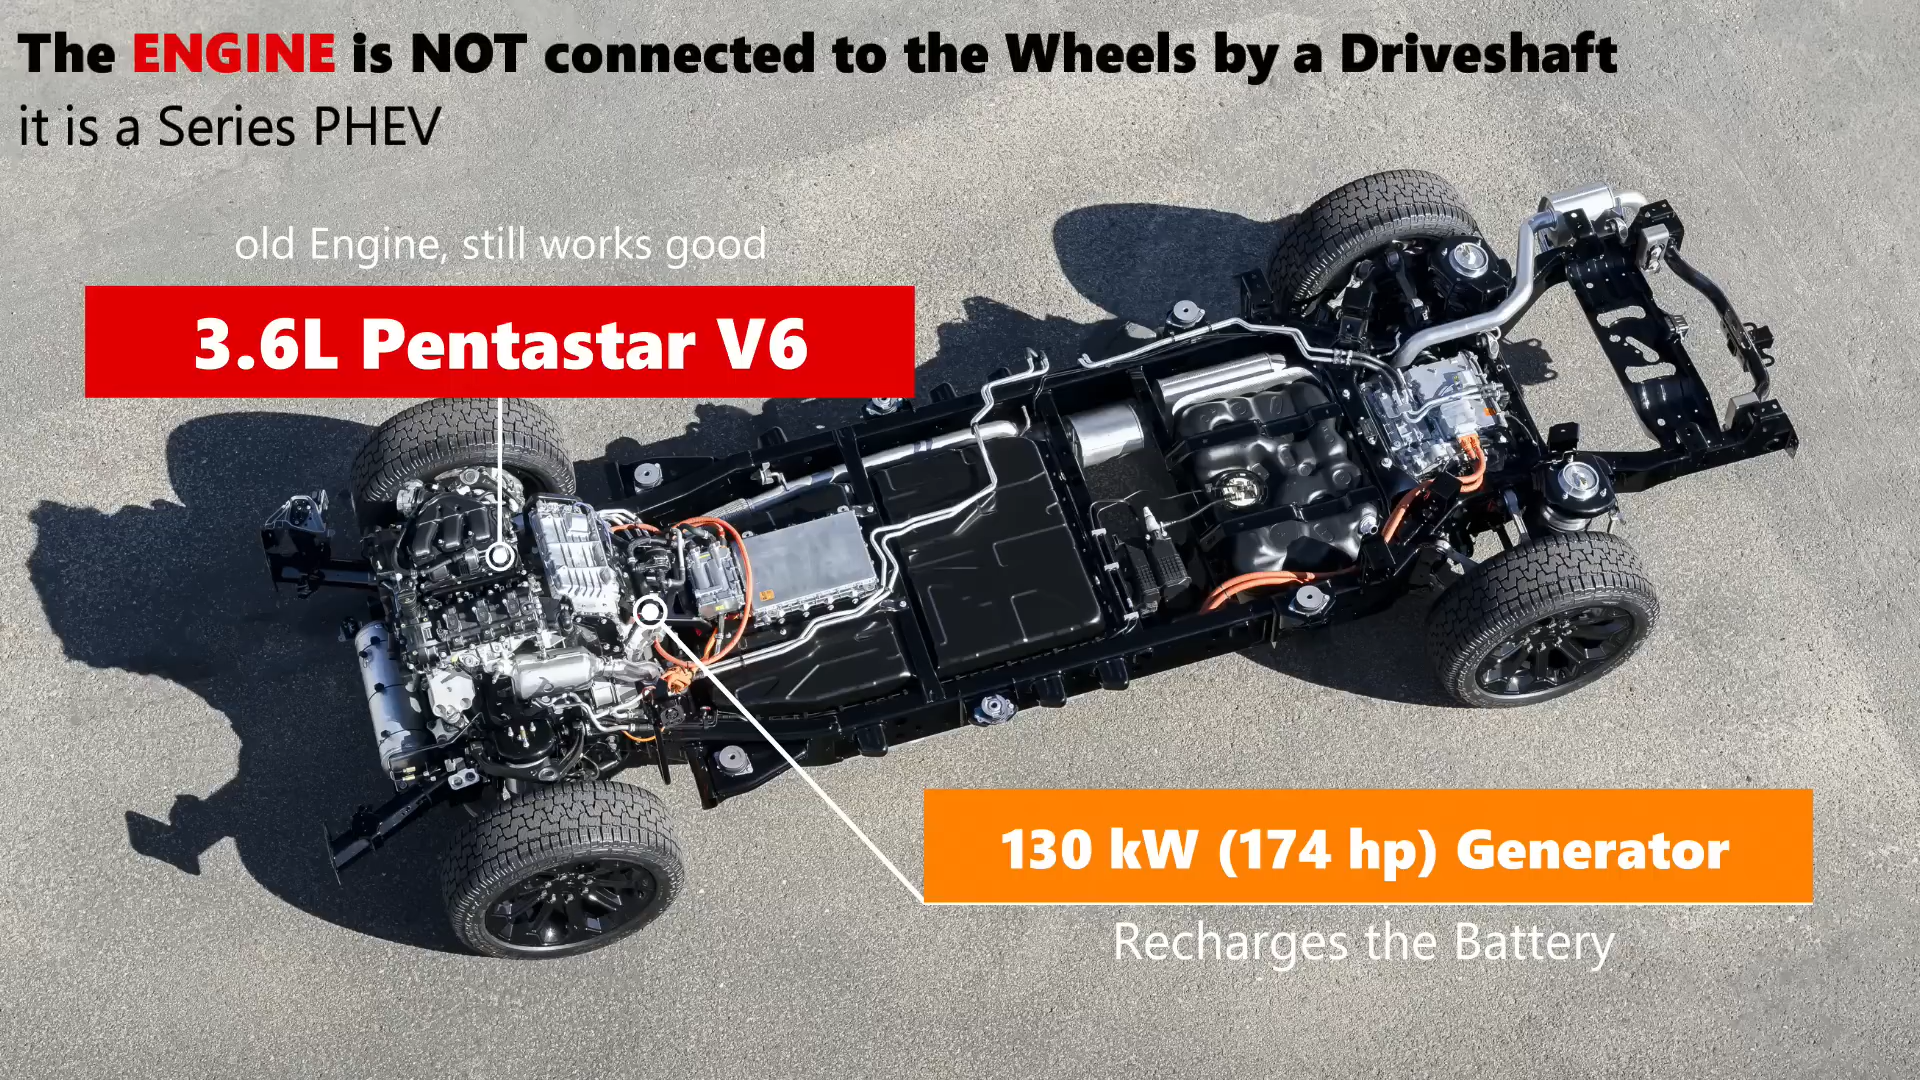 The ENGINE is NOT connected to the Wheels by a Driveshaft
it is a Series PHEV
old Engine, still works good
3.6L Pentastar V6
130 kW (174 hp) Generator
Recharges the Battery